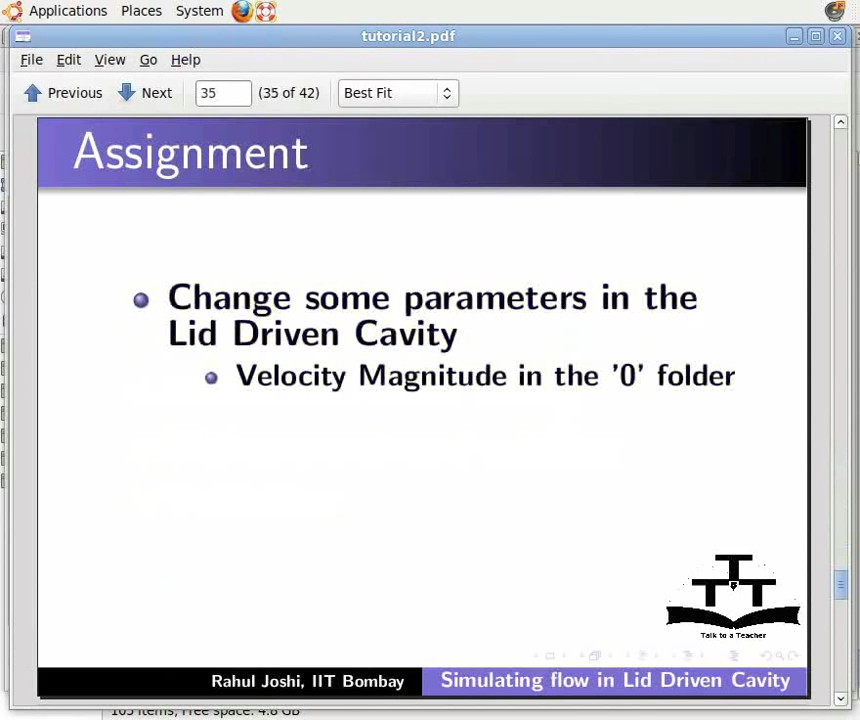 Applications Places System
tutorial2.pdf
File Edit View Go Help
Previous Next 35 (35 of 42) Best Fit
Assignment
Change some parameters in the
Lid Driven Cavity
Velocity Magnitude in the '0' folder
T T T
Talk to a Teacher
Rahul Joshi, IIT Bombay Simulating flow in Lid Driven Cavity
105 items, Free space: 4.8 GB